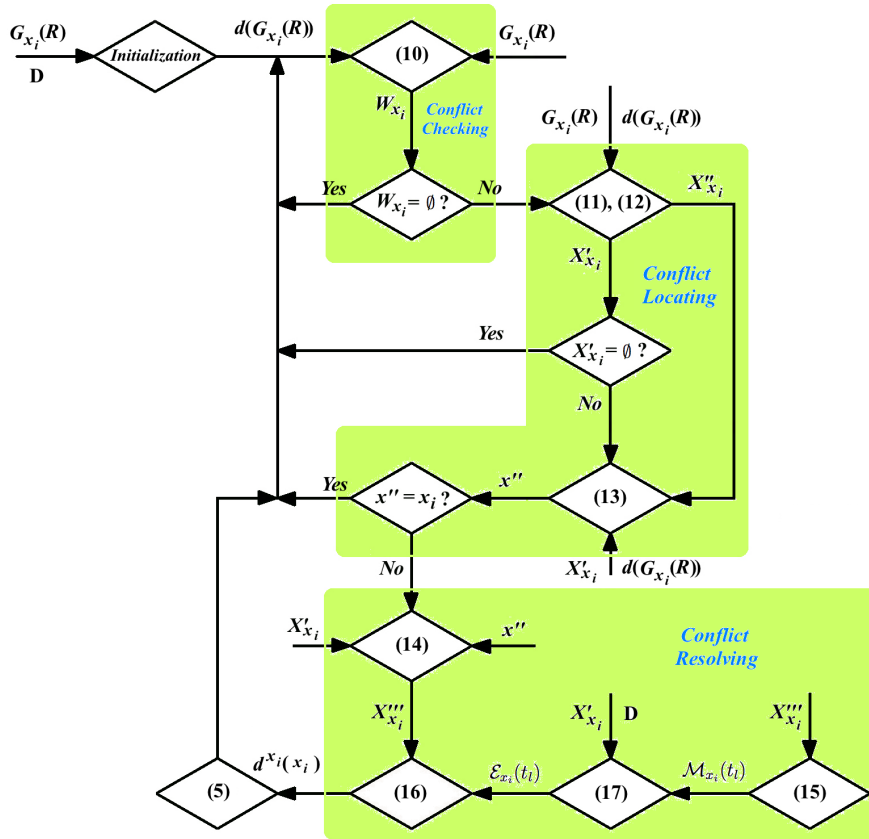 G_{x_i}(R)
D
Initialization
d(G_{x_i}(R))
(10)
G_{x_i}(R)
W_{x_i}
Conflict
Checking
G_{x_i}(R) d(G_{x_i}(R))
Yes
W_{x_i} = ∅ ?
No
(11), (12)
X''_{x_i}
X'_{x_i}
Conflict
Locating
Yes
X'_{x_i} = ∅ ?
No
Yes
x'' = x_i ?
x''
(13)
No
X'_{x_i} d(G_{x_i}(R))
X'_{x_i}
(14)
x''
Conflict
Resolving
X'''_{x_i}
X'_{x_i} D
X'''_{x_i}
(5)
d^{x_i}(x_i)
(16)
ℰ_{x_i}(t_l)
(17)
ℳ_{x_i}(t_l)
(15)